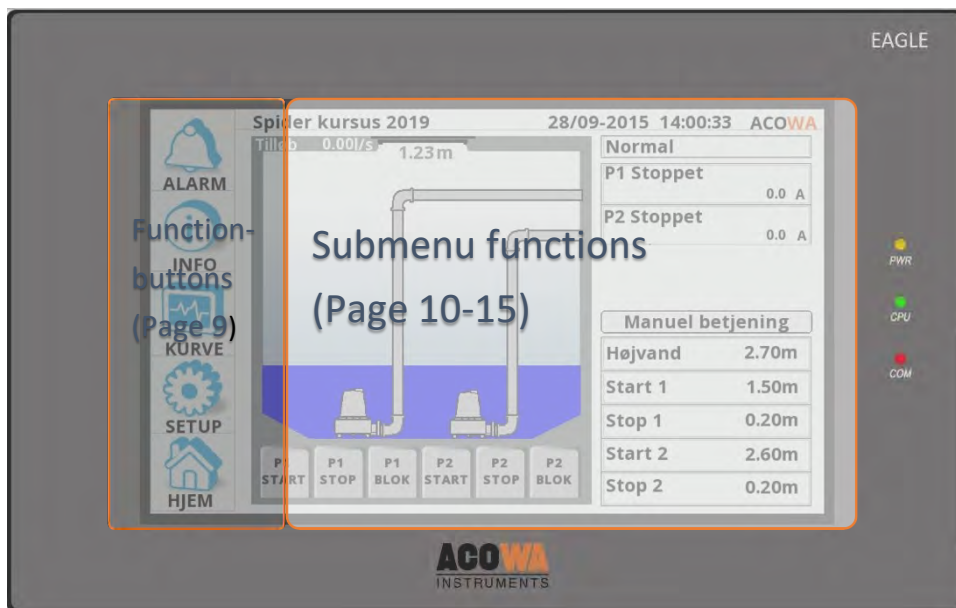 EAGLE
Spider kursus 2019
28/09-2015 14:00:33
ACOWA
Tilløb 0.00l/s
1.23m
ALARM
INFO
KURVE
SETUP
HJEM
Function-
buttons
(Page 9)
Submenu functions
(Page 10-15)
Normal
P1 Stoppet
0.0 A
P2 Stoppet
0.0 A
Manuel betjening
Højvand 2.70m
Start 1 1.50m
Stop 1 0.20m
Start 2 2.60m
Stop 2 0.20m
P1 START
P1 STOP
P1 BLOK
P2 START
P2 STOP
P2 BLOK
PWR
CPU
COM
ACOWA
INSTRUMENTS